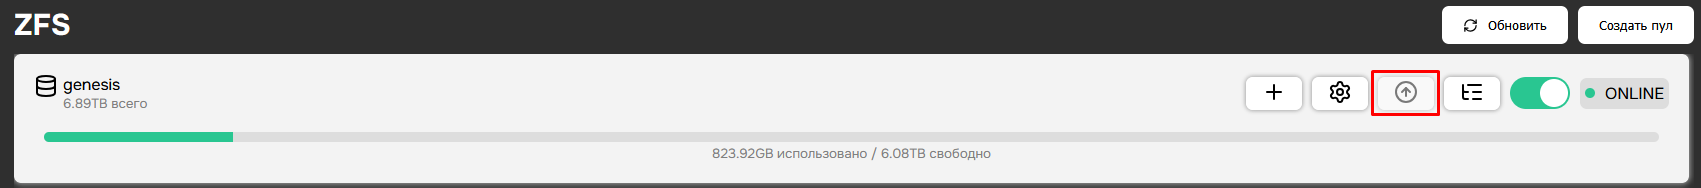 ZFS
Обновить
Создать пул
genesis
6.89TB всего
ONLINE
823.92GB использовано / 6.08TB свободно